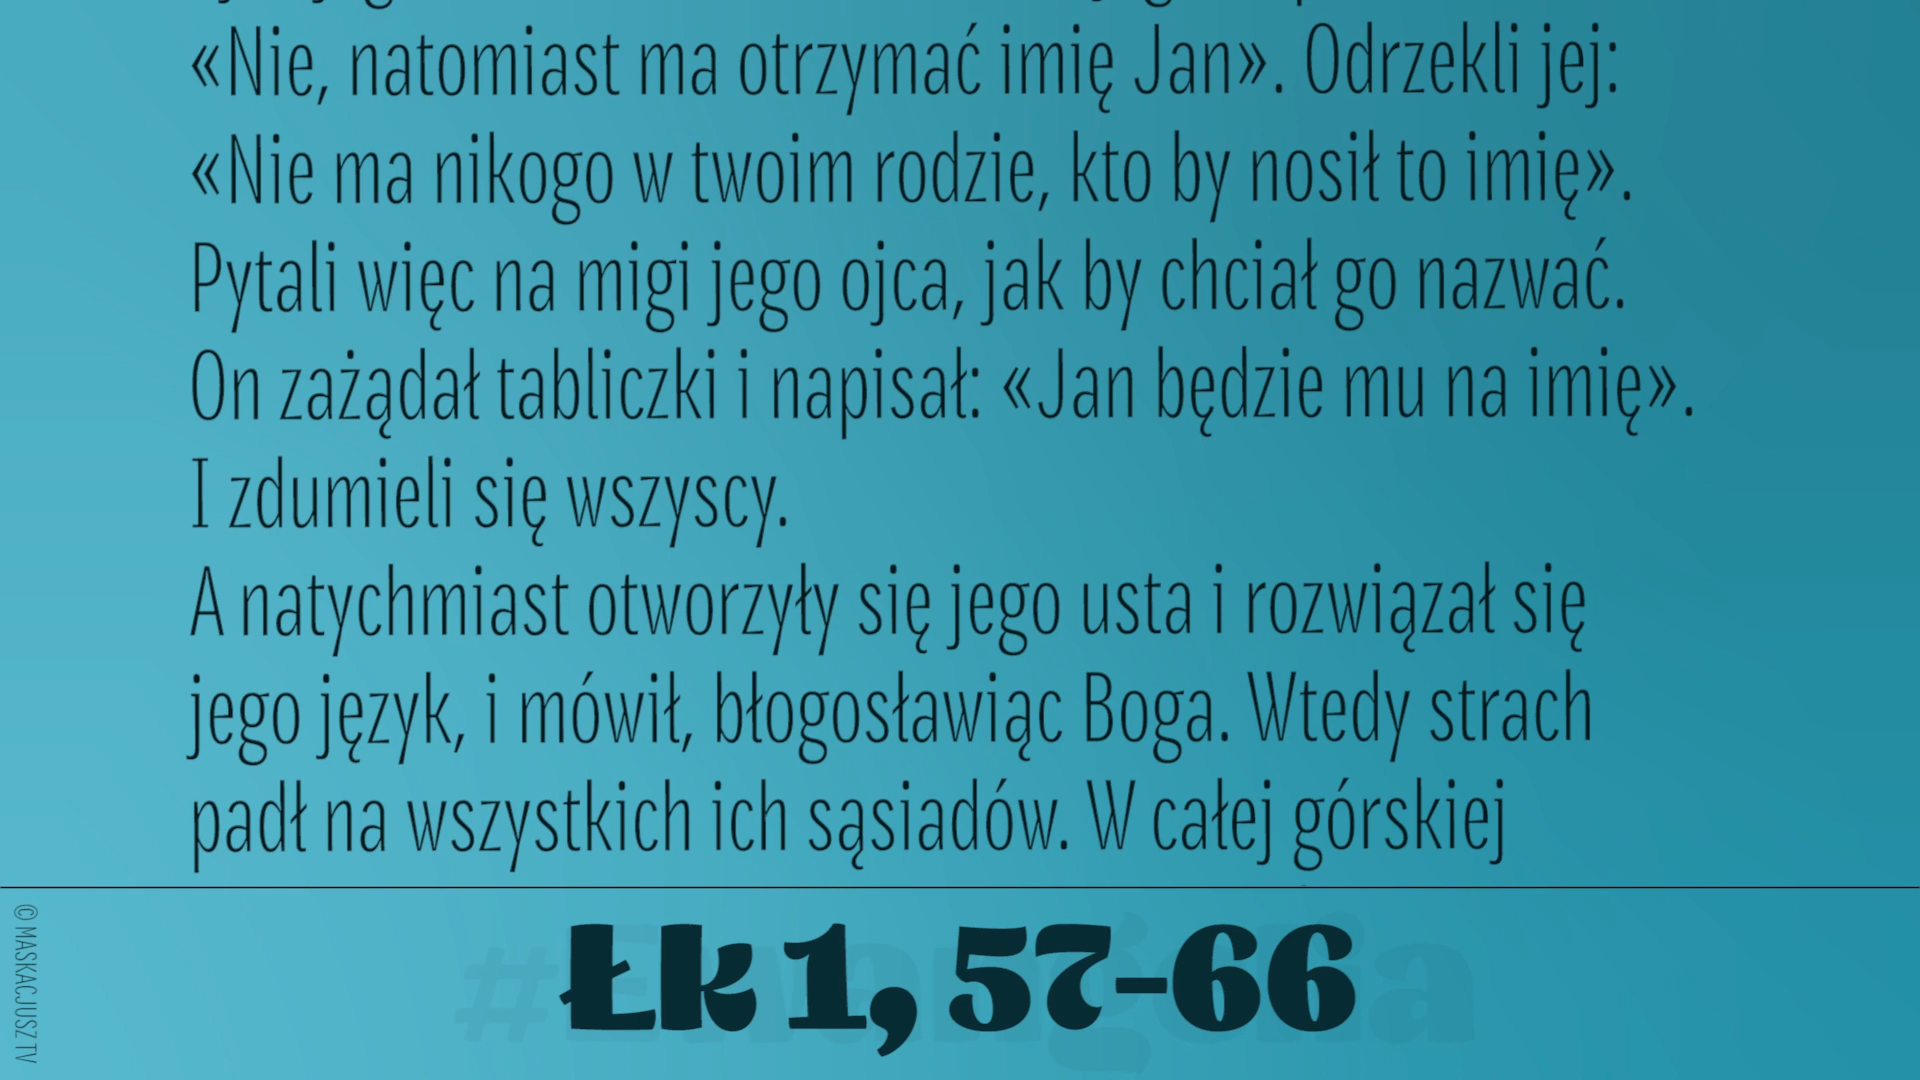 «Nie, natomiast ma otrzymać imię Jan». Odrzekli jej:
«Nie ma nikogo w twoim rodzie, kto by nosił to imię».
Pytali więc na migi jego ojca, jak by chciał go nazwać.
On zażądał tabliczki i napisał: «Jan będzie mu na imię».
I zdumieli się wszyscy.
A natychmiast otworzyły się jego usta i rozwiązał się
jego język, i mówił, błogosławiąc Boga. Wtedy strach
padł na wszystkich ich sąsiadów. W całej górskiej
#Ewangelia
Łk 1, 57-66
© MASKACJUSZ TV